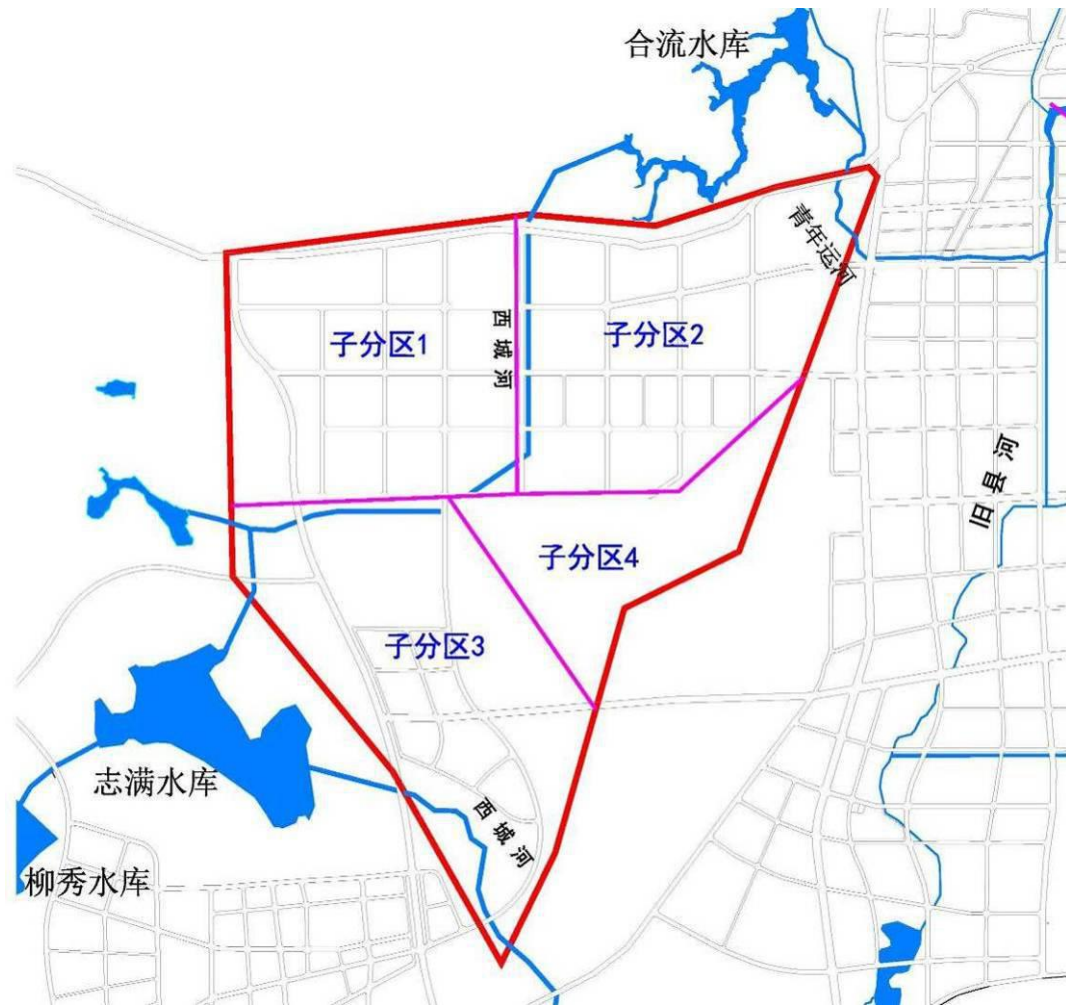 合流水库
青年运河
西城河
子分区1
子分区2
旧县河
子分区4
子分区3
志满水库
西城河
柳秀水库